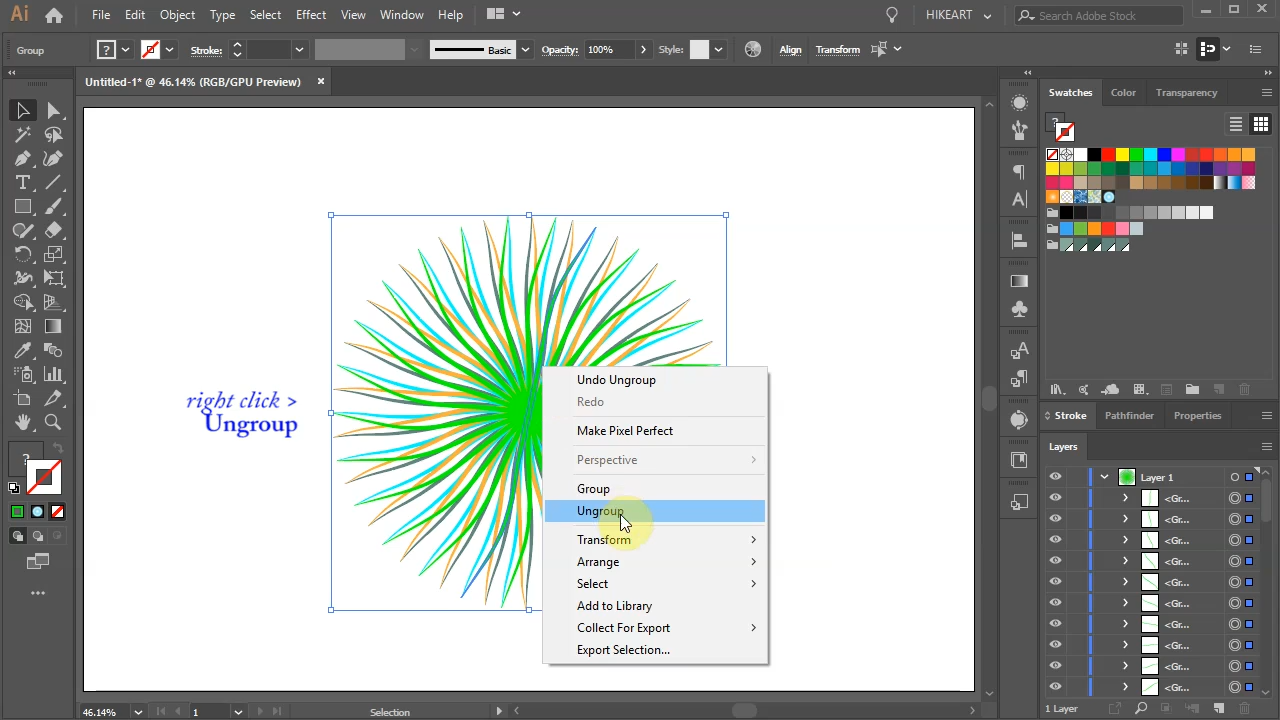 Ai File Edit Object Type Select Effect View Window Help HIKEART Search Adobe Stock
Group ? Stroke: Basic Opacity: 100% Style: Align Transform
Untitled-1* @ 46.14% (RGB/GPU Preview) ×
Swatches Color Transparency
right click >
Ungroup
Undo Ungroup
Redo
Make Pixel Perfect
Perspective
Group
Ungroup
Transform
Arrange
Select
Add to Library
Collect For Export
Export Selection...
Stroke Pathfinder Properties
Layers
Layer 1
<Gr...
<Gr...
<Gr...
<Gr...
<Gr...
<Gr...
<Gr...
<Gr...
<Gr...
<Gr...
1 Layer
46.14% 1 Selection